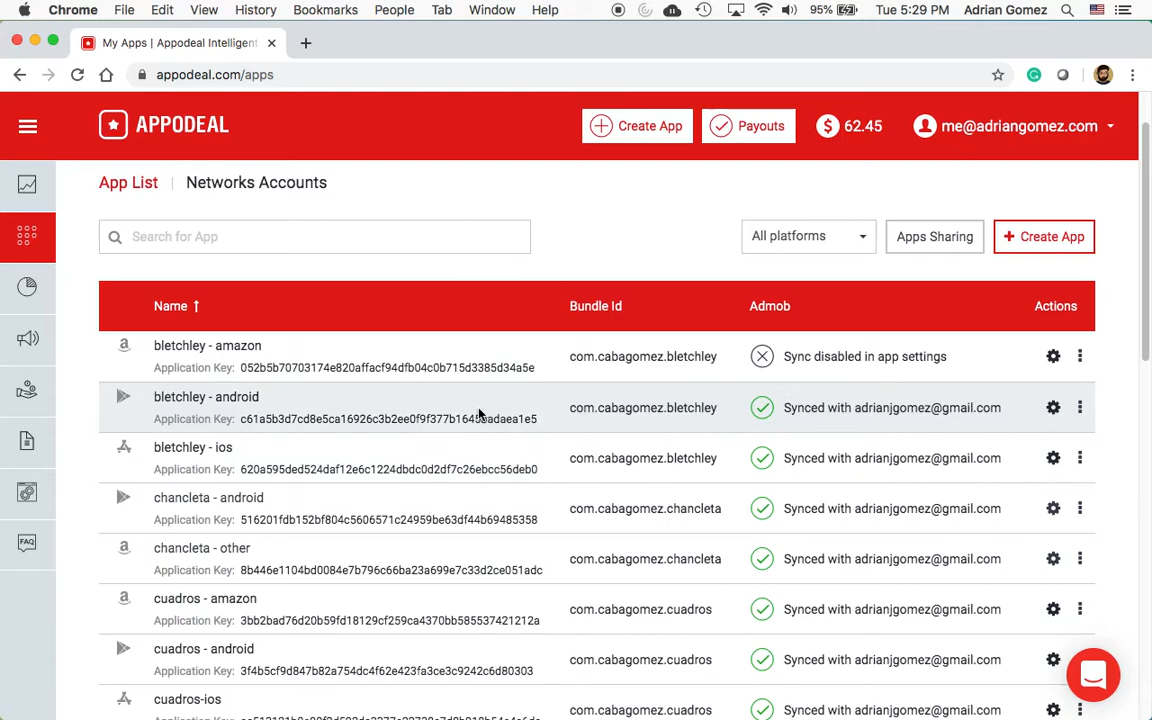 Chrome File Edit View History Bookmarks People Tab Window Help 95% Tue 5:29 PM Adrian Gomez
My Apps | Appodeal Intelligent
appodeal.com/apps
APPODEAL Create App Payouts $ 62.45 me@adriangomez.com
App List | Networks Accounts
Search for App All platforms Apps Sharing + Create App
Name ↑ Bundle Id Admob Actions
a bletchley - amazon
Application Key: 052b5b70703174e820affacf94dfb04c0b715d3385d34a5e com.cabagomez.bletchley Sync disabled in app settings
bletchley - android
Application Key: com.cabagomez.bletchley Synced with adrianjgomez@gmail.com
bletchley - ios
Application Key: 620a595ded524daf12e6c1224dbdc0d2df7c26ebcc56deb0 com.cabagomez.bletchley Synced with adrianjgomez@gmail.com
chancleta - android
Application Key: 516201fdb152bf804c5606571c24959be63df44b69485358 com.cabagomez.chancleta Synced with adrianjgomez@gmail.com
a chancleta - other
Application Key: 8b446e1104bd0084e7b796c66ba23a699e7c33d2ce051adc com.cabagomez.chancleta Synced with adrianjgomez@gmail.com
a cuadros - amazon
Application Key: 3bb2bad76d20b59fd18129cf259ca4370bb585537421212a com.cabagomez.cuadros Synced with adrianjgomez@gmail.com
cuadros - android
Application Key: 3f4b5cf9d847b82a754dc4f62e423fa3ce3c9242c6d80303 com.cabagomez.cuadros Synced with adrianjgomez@gmail.com
cuadros-ios
com.cabagomez.cuadros Synced with adrianjgomez@gmail.com
FAQ